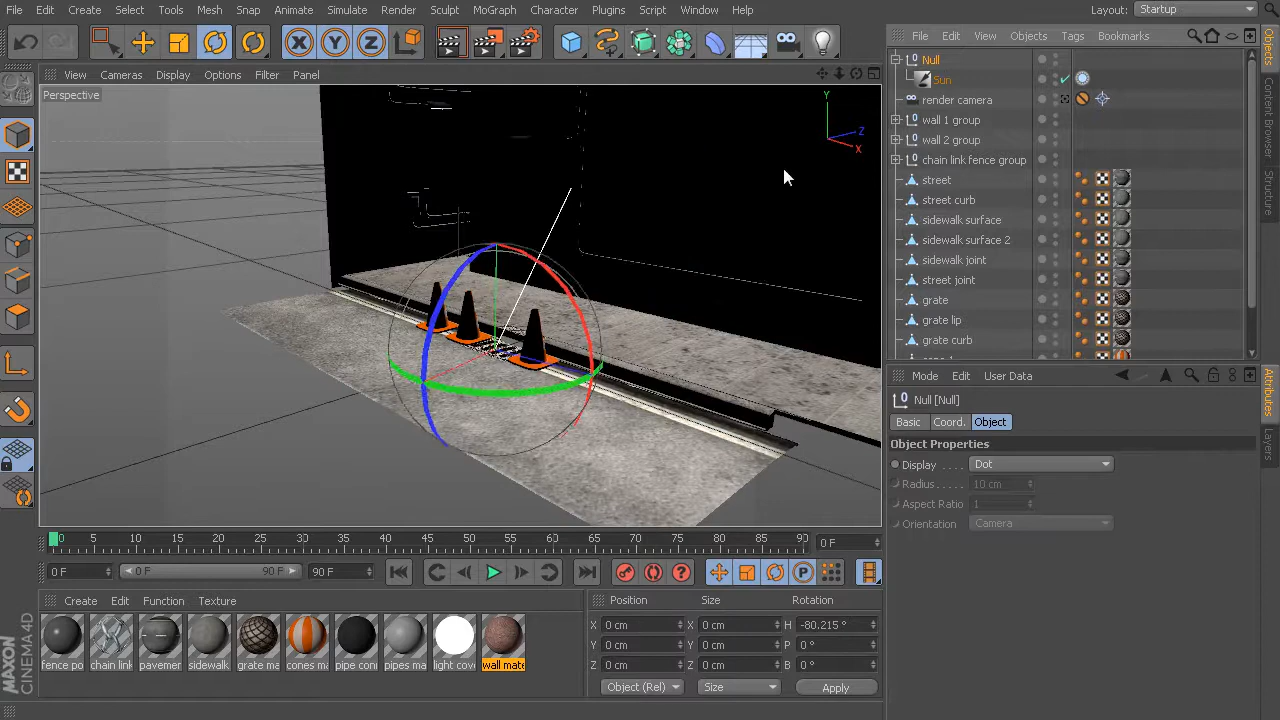 File Edit Create Select Tools Mesh Snap Animate Simulate Render Sculpt MoGraph Character Plugins Script Window Help
Layout: Startup
View Cameras Display Options Filter Panel
Perspective
Y
Z
X
File Edit View Objects Tags Bookmarks
Null
Sun
render camera
wall 1 group
wall 2 group
chain link fence group
street
street curb
sidewalk surface
sidewalk surface 2
sidewalk joint
street joint
grate
grate lip
grate curb
Objects
Content Browser
Structure
Mode Edit User Data
Null [Null]
Basic Coord. Object
Object Properties
Display . . . . Dot
Radius . . . . . 10 cm
Aspect Ratio . 1
Orientation . . Camera
Attributes
Layers
0 5 10 15 20 25 30 35 40 45 50 55 60 65 70 75 80 85 90
0 F
0 F
0 F
90 F
90 F
Create Edit Function Texture
fence po chain link pavemer sidewalk grate ma cones ma pipe conn pipes ma light cove wall mate
Position Size Rotation
X 0 cm X 0 cm H -80.215 °
Y 0 cm Y 0 cm P 0 °
Z 0 cm Z 0 cm B 0 °
Object (Rel) Size Apply
MAXON
CINEMA 4D